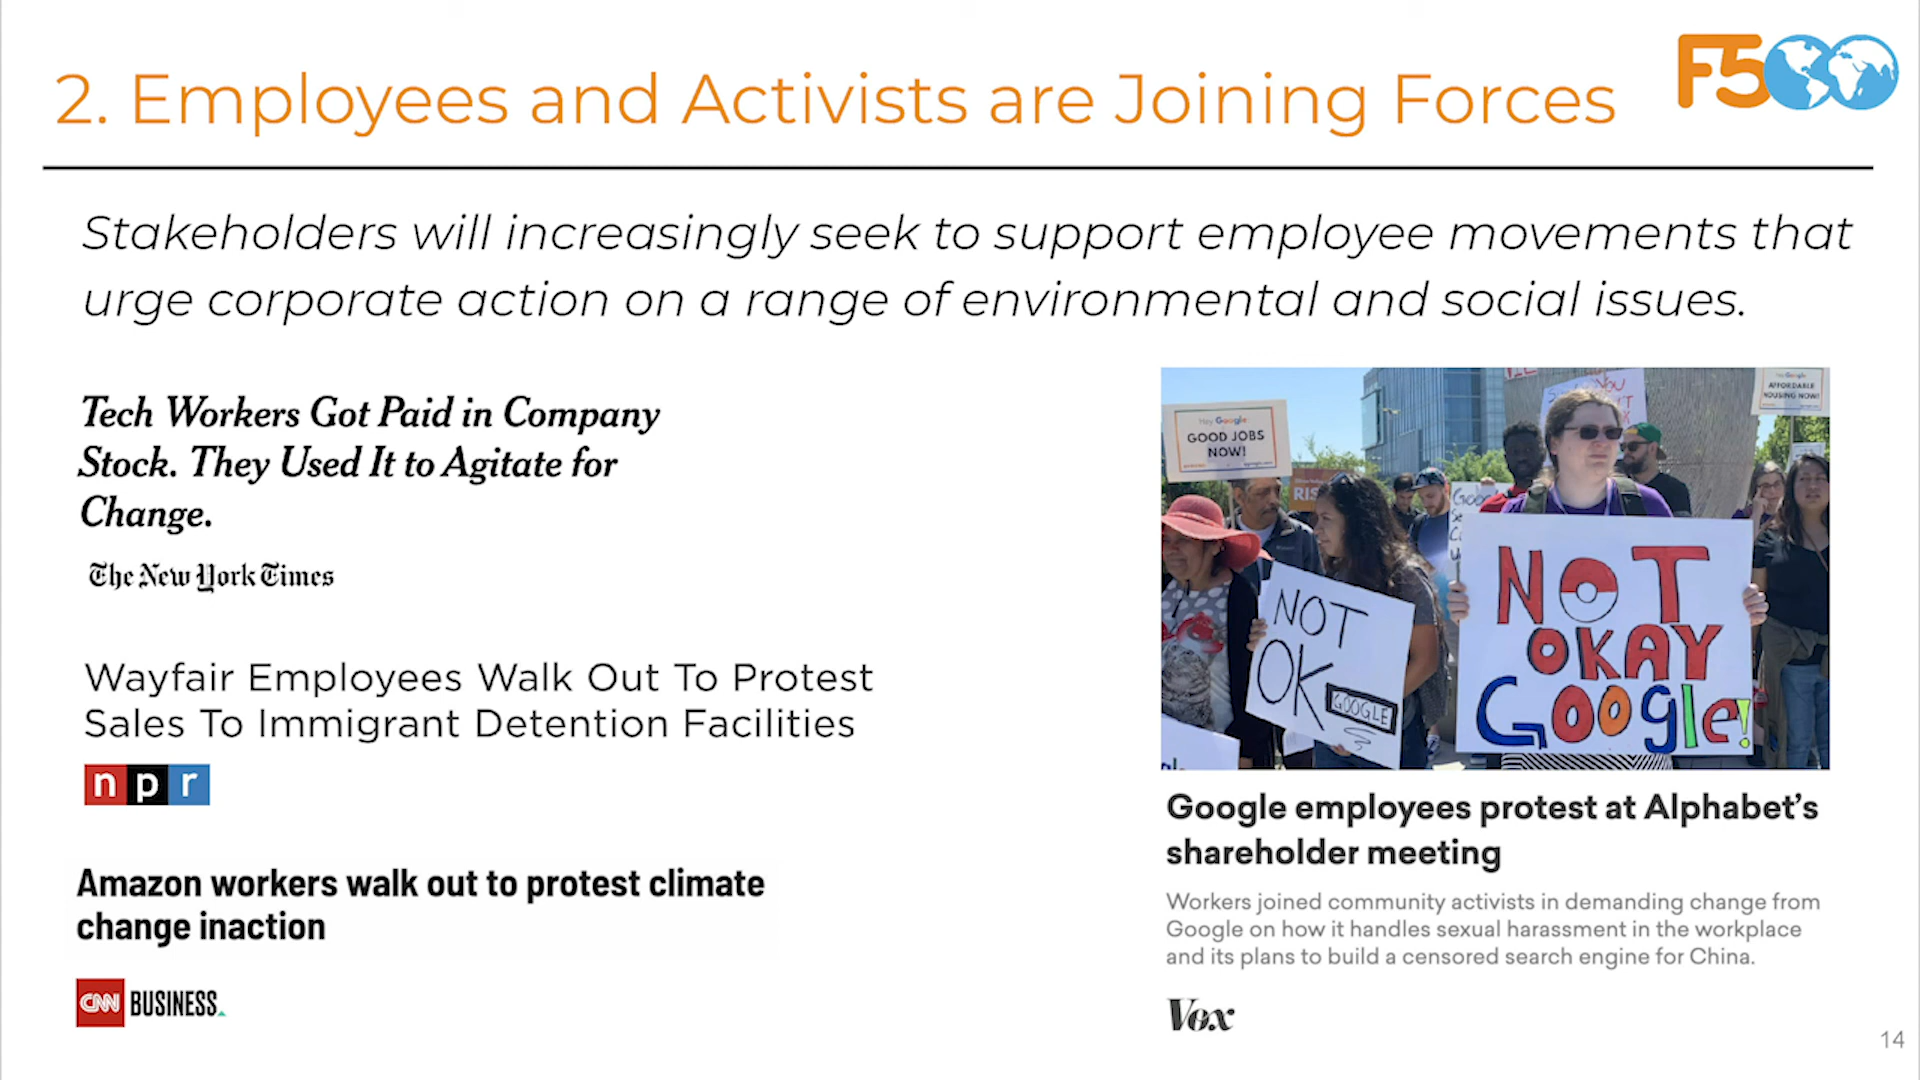 2. Employees and Activists are Joining Forces
F500
Stakeholders will increasingly seek to support employee movements that
urge corporate action on a range of environmental and social issues.
Tech Workers Got Paid in Company
Stock. They Used It to Agitate for
Change.
The New York Times
Wayfair Employees Walk Out To Protest
Sales To Immigrant Detention Facilities
npr
Amazon workers walk out to protest climate
change inaction
CNN BUSINESS
Hey Google
GOOD JOBS
NOW!
RIS
AFFORDABLE
HOUSING NOW!
NOT
OK
GOOGLE
NOT
OKAY
Google!
Google employees protest at Alphabet's
shareholder meeting
Workers joined community activists in demanding change from
Google on how it handles sexual harassment in the workplace
and its plans to build a censored search engine for China.
Vox
14